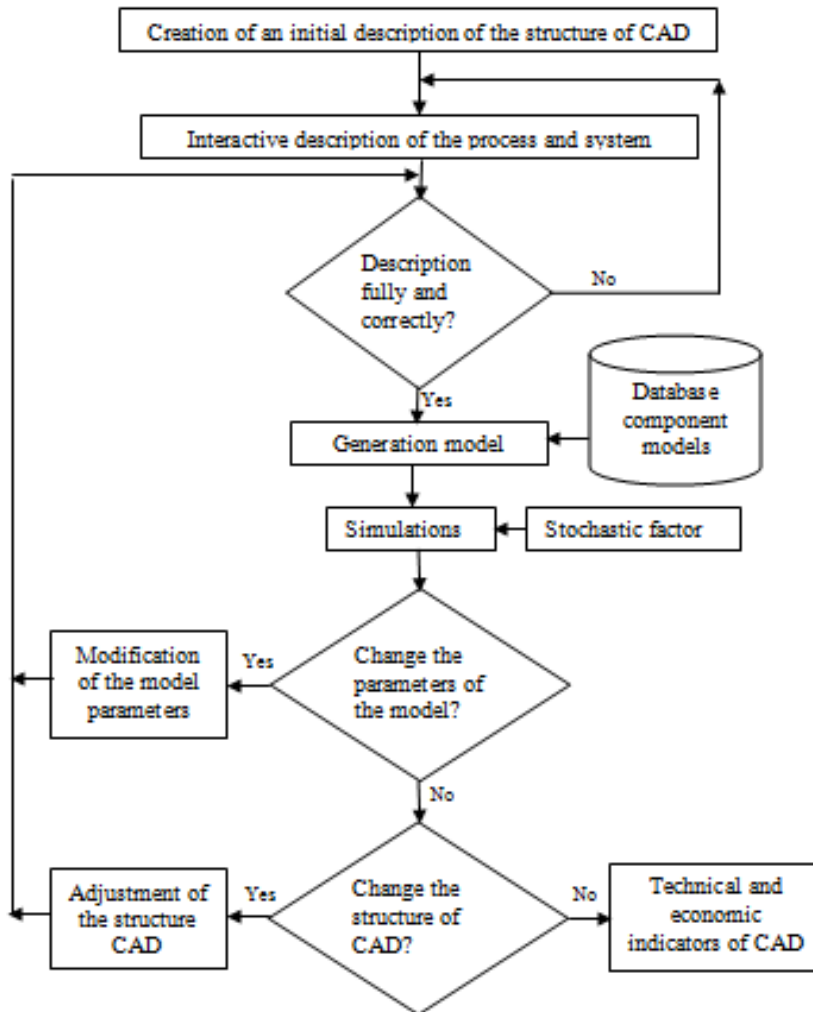 Creation of an initial description of the structure of CAD
Interactive description of the process and system
Description
fully and
correctly?
No
Yes
Database
component
models
Generation model
Simulations
Stochastic factor
Modification
of the model
parameters
Yes
Change the
parameters of
the model?
No
Adjustment of
the structure
CAD
Yes
Change the
structure of
CAD?
No
Technical and
economic
indicators of CAD